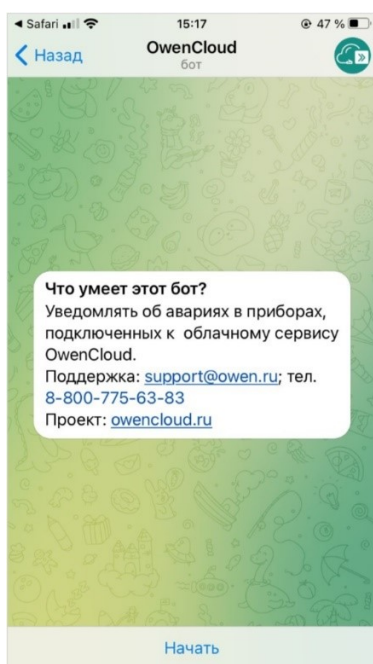 Safari 15:17 47 %
Назад OwenCloud
бот
Что умеет этот бот?
Уведомлять об авариях в приборах,
подключенных к облачному сервису
OwenCloud.
Поддержка: support@owen.ru; тел.
8-800-775-63-83
Проект: owencloud.ru
Начать